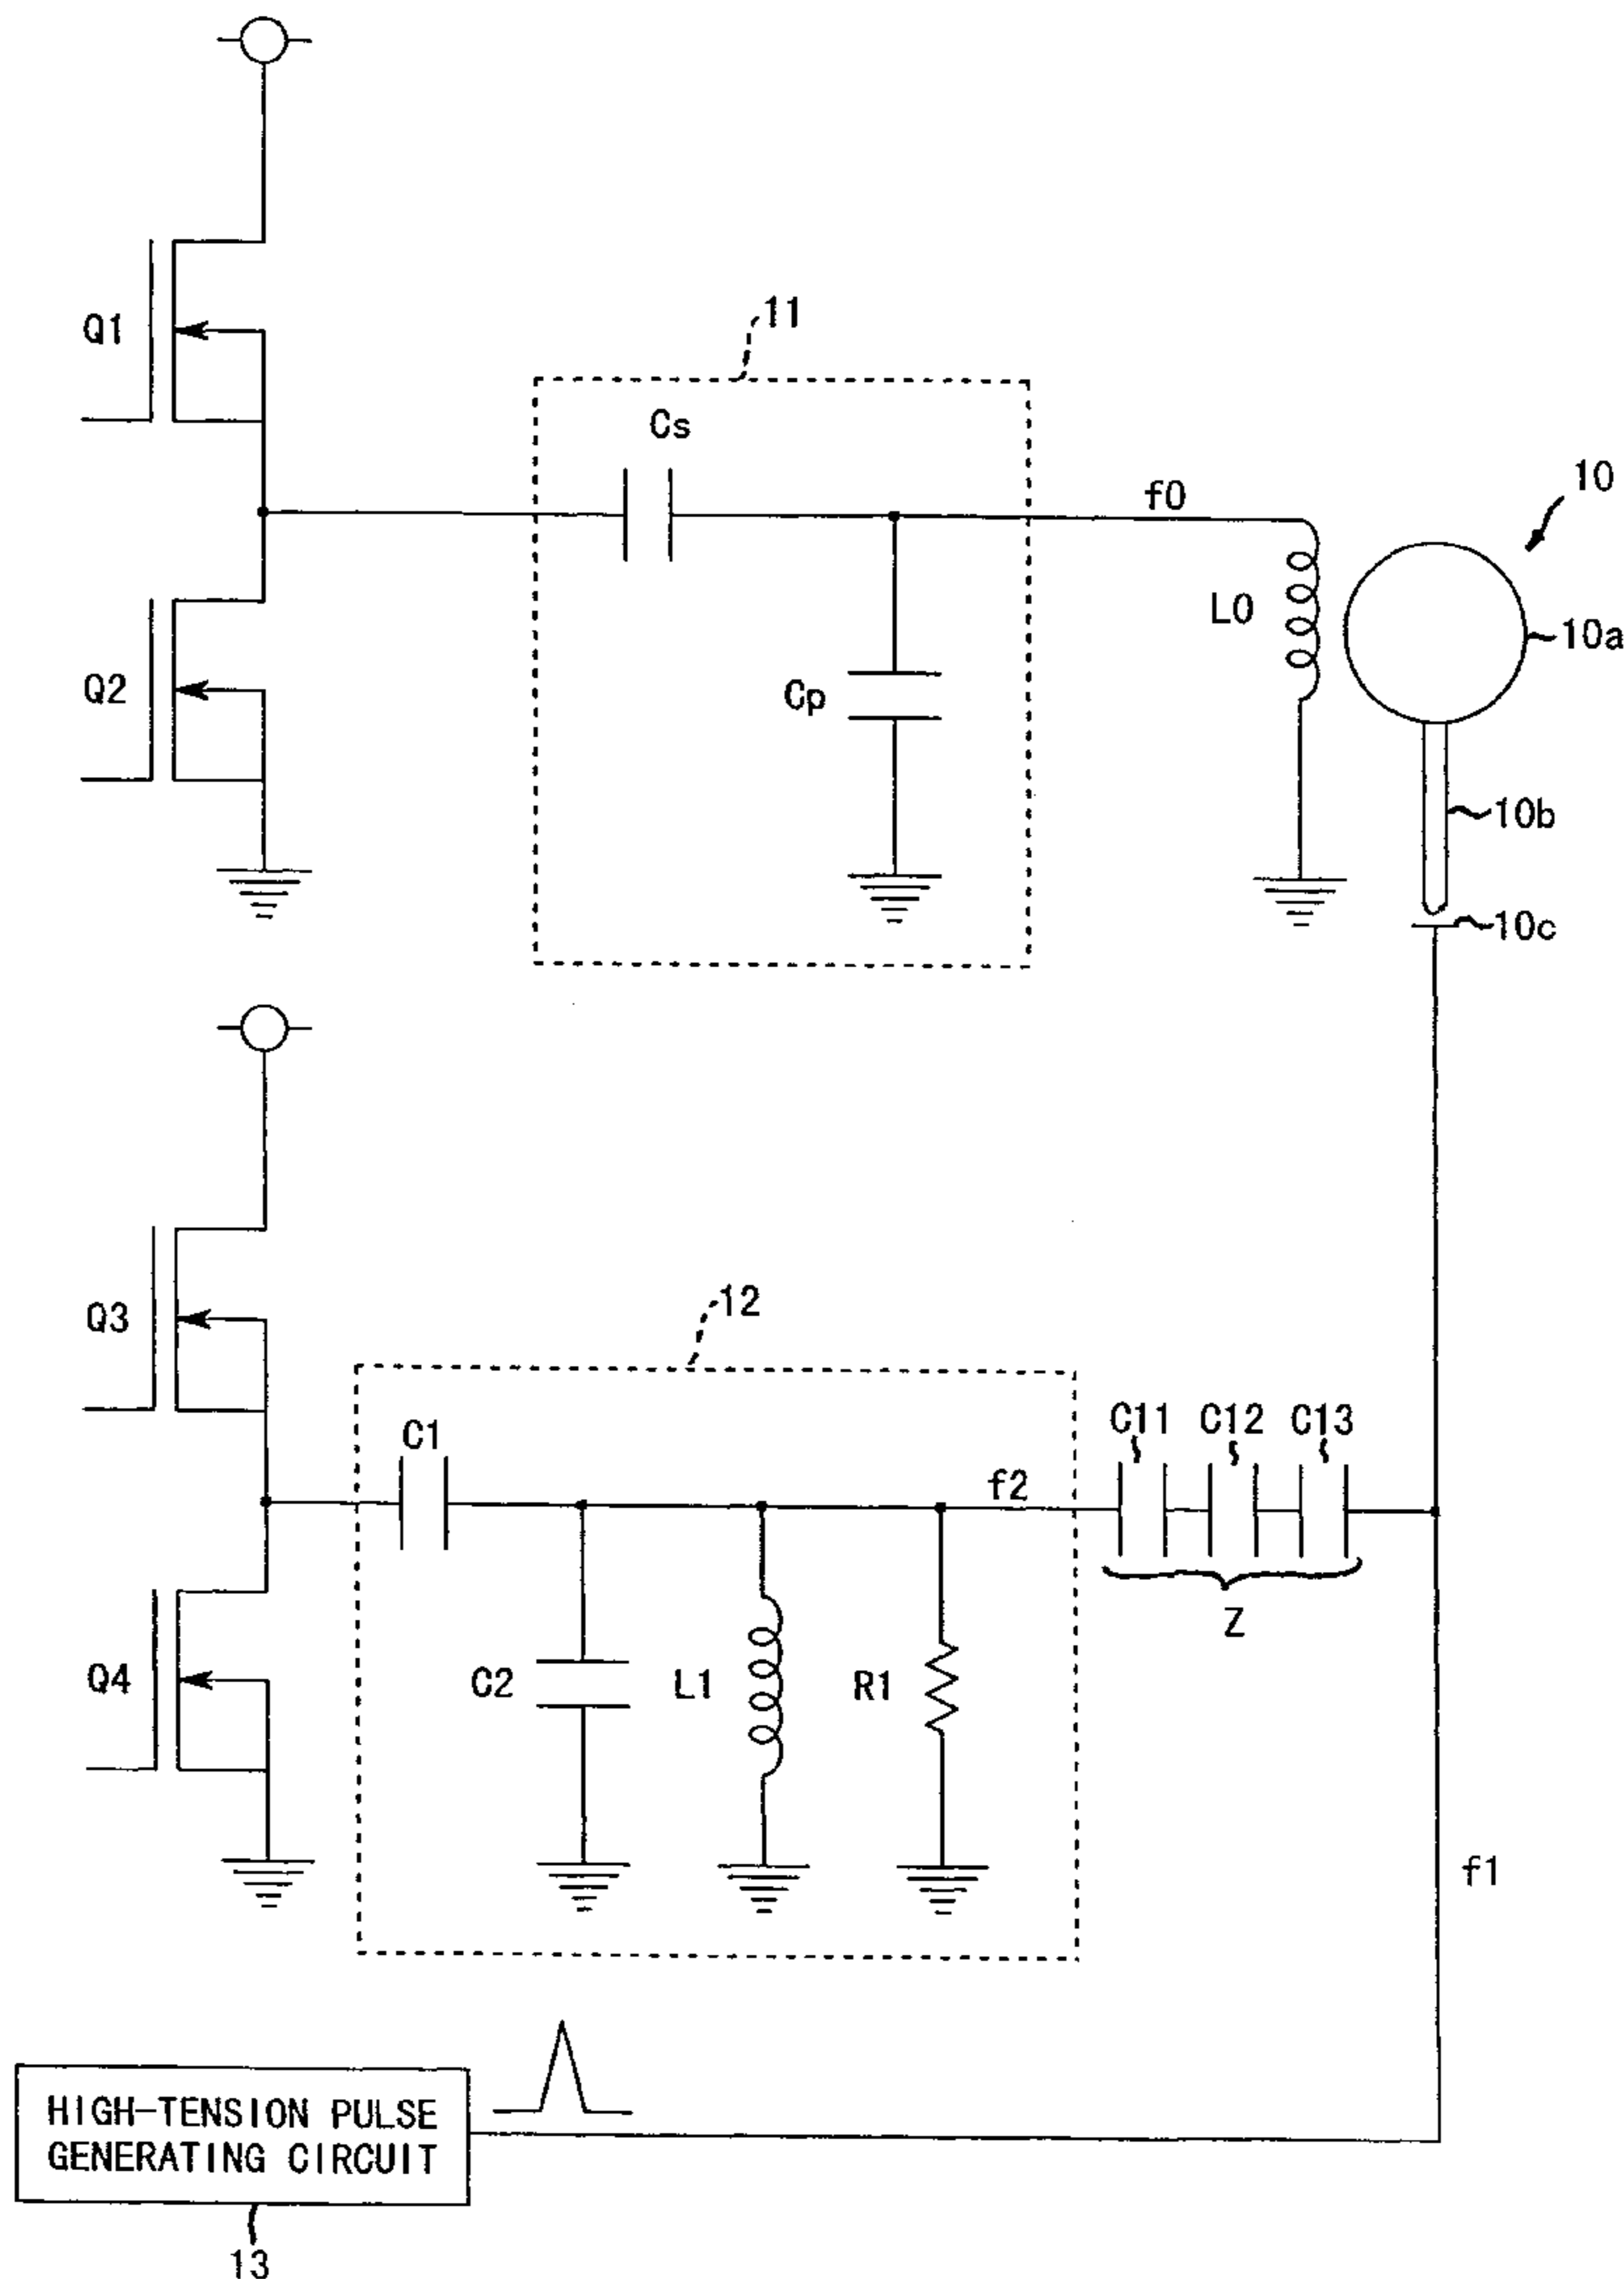 Q1
11
Cs
f0
10
L0
10a
Q2
Cp
10b
10c
Q3
12
C1
C11
C12
C13
f2
Z
Q4
C2
L1
R1
f1
HIGH-TENSION PULSE
GENERATING CIRCUIT
13